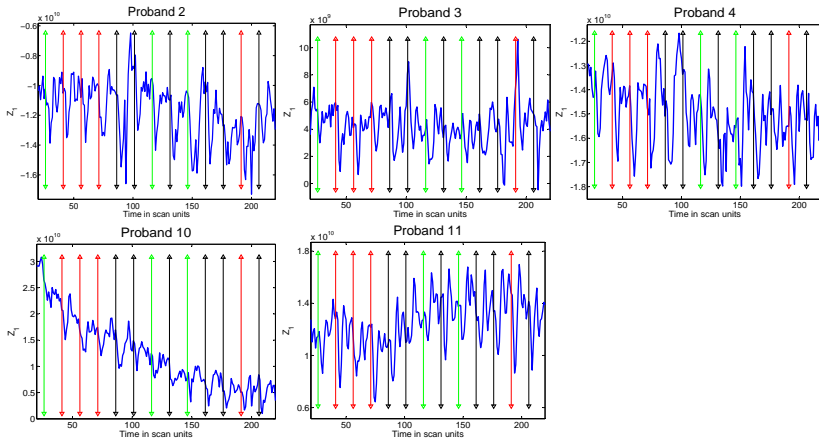 Proband 2
x 10^10
−0.6
−0.8
−1
−1.2
−1.4
−1.6
Z_1
50 100 150 200
Time in scan units
Proband 3
x 10^9
10
8
6
4
2
0
Z_1
50 100 150 200
Time in scan units
Proband 4
x 10^10
−1.2
−1.3
−1.4
−1.5
−1.6
−1.7
−1.8
Z_1
50 100 150 200
Time in scan units
Proband 10
x 10^10
3
2.5
2
1.5
1
0.5
0
Z_1
50 100 150 200
Time in scan units
Proband 11
x 10^10
1.8
1.4
1
0.6
Z_1
50 100 150 200
Time in scan units